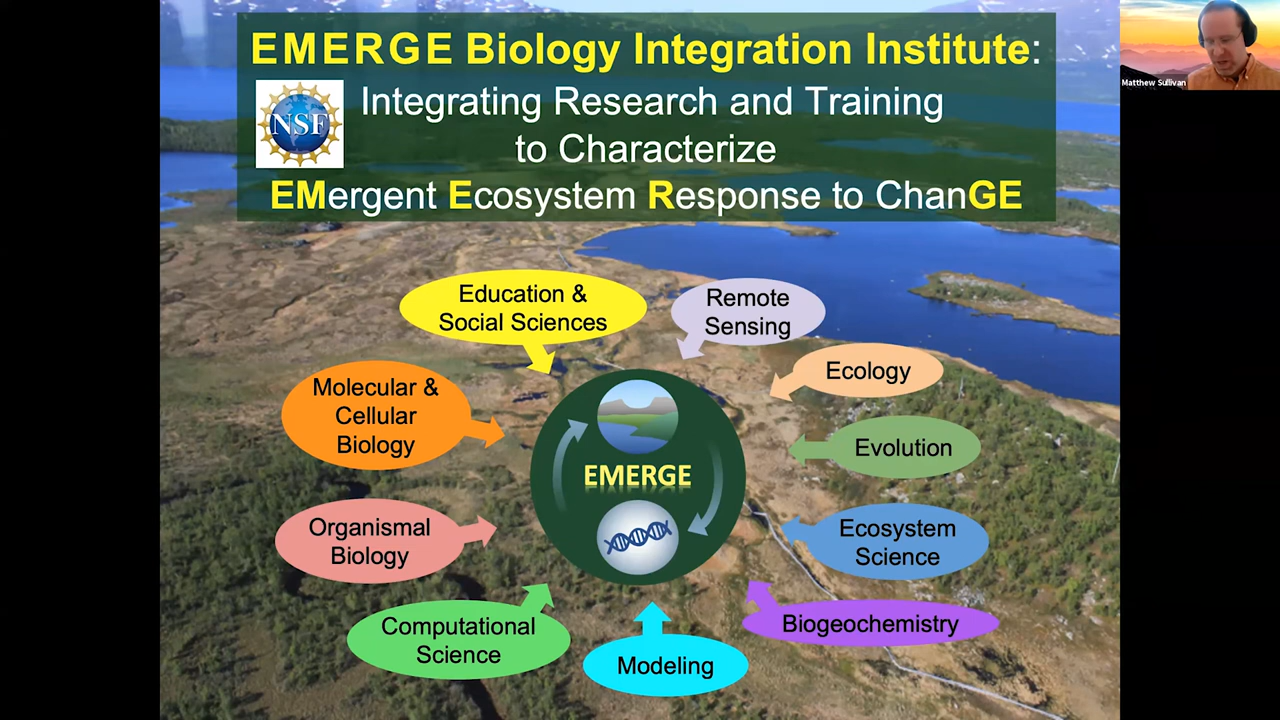 EMERGE Biology Integration Institute:
NSF
Integrating Research and Training
to Characterize
EMergent Ecosystem Response to ChanGE
Matthew Sullivan
Education &
Social Sciences
Remote
Sensing
Molecular &
Cellular
Biology
Ecology
Evolution
EMERGE
Organismal
Biology
Ecosystem
Science
Computational
Science
Biogeochemistry
Modeling